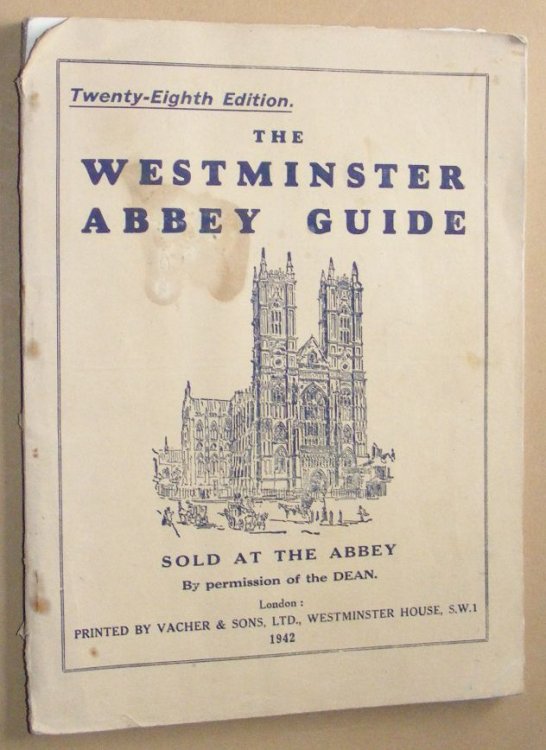 Twenty-Eighth Edition.
THE
WESTMINSTER
ABBEY GUIDE
SOLD AT THE ABBEY
By permission of the DEAN.
London :
PRINTED BY VACHER & SONS, LTD., WESTMINSTER HOUSE, S.W.1
1942